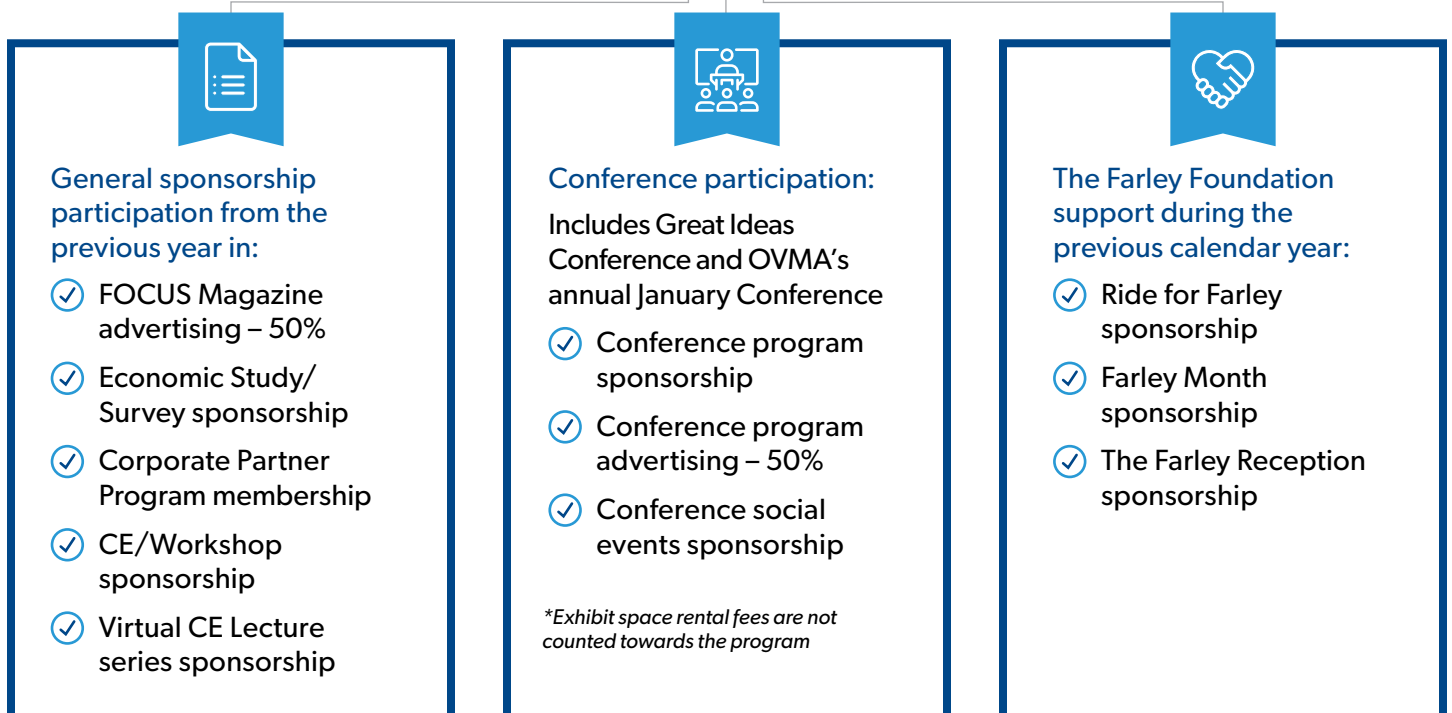 General sponsorship
participation from the
previous year in:
FOCUS Magazine
advertising – 50%
Economic Study/
Survey sponsorship
Corporate Partner
Program membership
CE/Workshop
sponsorship
Virtual CE Lecture
series sponsorship
Conference participation:
Includes Great Ideas
Conference and OVMA’s
annual January Conference
Conference program
sponsorship
Conference program
advertising – 50%
Conference social
events sponsorship
*Exhibit space rental fees are not
counted towards the program
The Farley Foundation
support during the
previous calendar year:
Ride for Farley
sponsorship
Farley Month
sponsorship
The Farley Reception
sponsorship